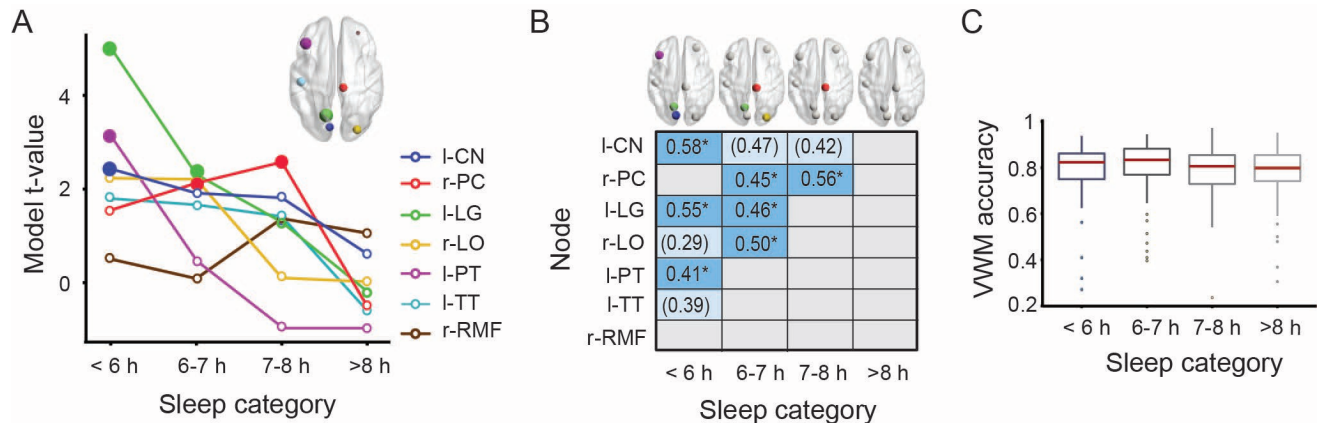 A
Model t-value
4
2
0
< 6 h
6-7 h
7-8 h
>8 h
Sleep category
l-CN
r-PC
l-LG
r-LO
l-PT
l-TT
r-RMF
B
Node
l-CN 0.58* (0.47) (0.42)
r-PC 0.45* 0.56*
l-LG 0.55* 0.46*
r-LO (0.29) 0.50*
l-PT 0.41*
l-TT (0.39)
r-RMF
< 6 h 6-7 h 7-8 h >8 h
Sleep category
C
VWM accuracy
1
0.8
0.6
0.4
0.2
< 6 h 6-7 h 7-8 h >8 h
Sleep category